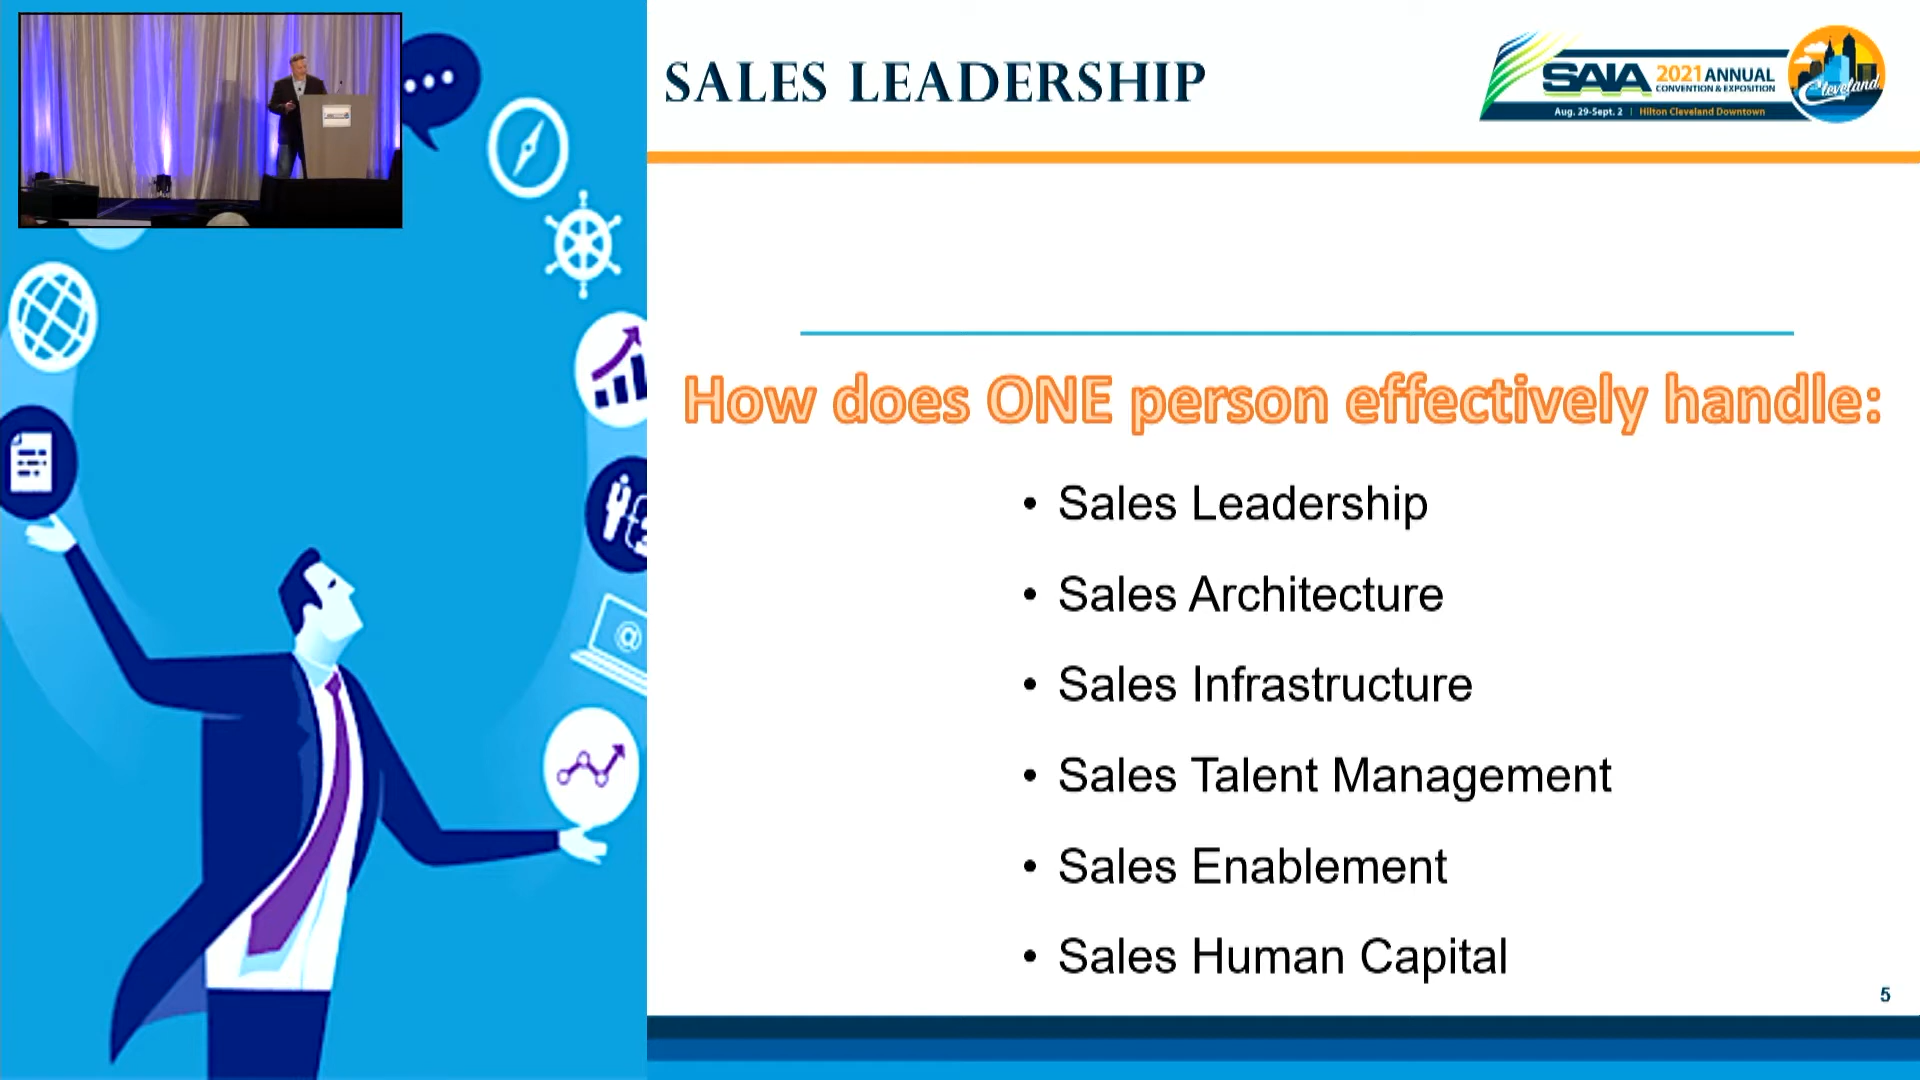 SALES LEADERSHIP
SAIA 2021 ANNUAL
CONVENTION & EXPOSITION
Cleveland
Aug. 29-Sept. 2 | Hilton Cleveland Downtown
How does ONE person effectively handle:
• Sales Leadership
• Sales Architecture
• Sales Infrastructure
@
• Sales Talent Management
• Sales Enablement
• Sales Human Capital
5